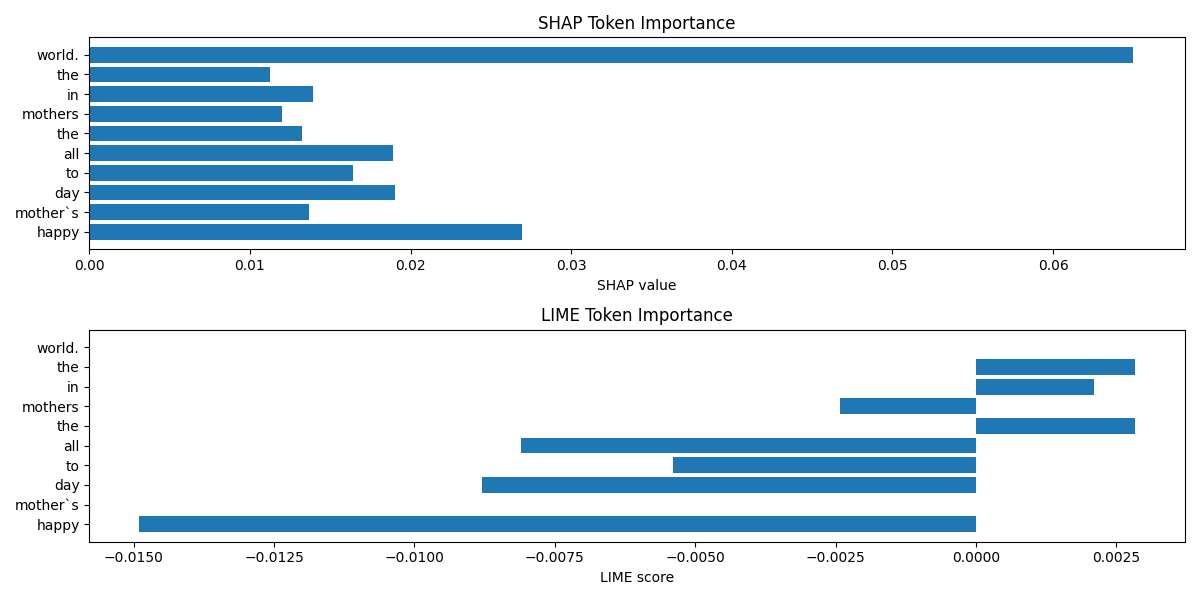 SHAP Token Importance
world.
the
in
mothers
the
all
to
day
mother`s
happy
0.00 0.01 0.02 0.03 0.04 0.05 0.06
SHAP value
LIME Token Importance
world.
the
in
mothers
the
all
to
day
mother`s
happy
−0.0150 −0.0125 −0.0100 −0.0075 −0.0050 −0.0025 0.0000 0.0025
LIME score